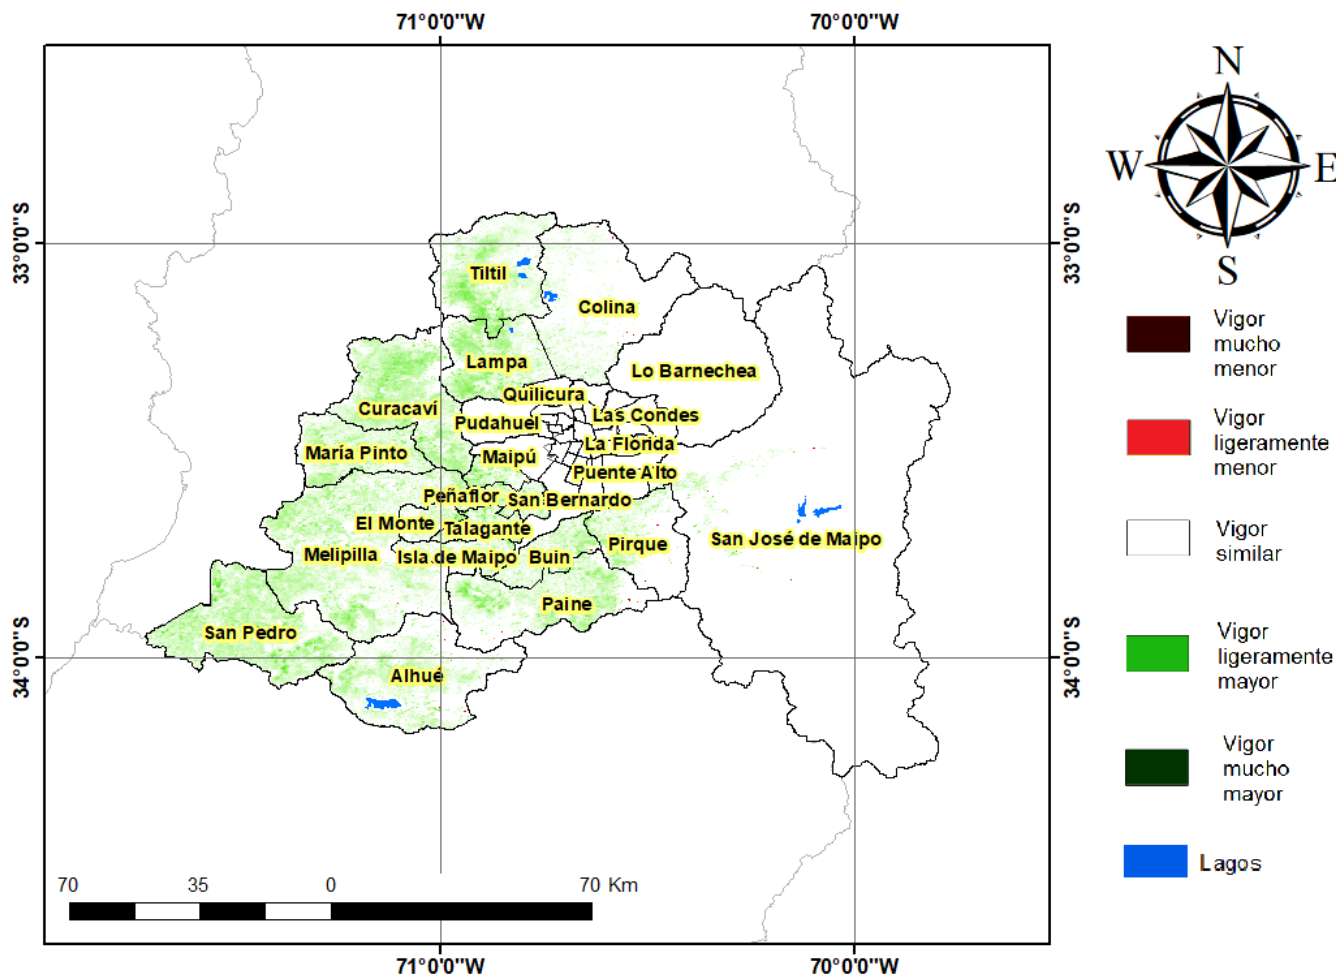 71°0'0"W
70°0'0"W
33°0'0"S
33°0'0"S
34°0'0"S
34°0'0"S
71°0'0"W
70°0'0"W
Tiltil
Colina
Lampa
Lo Barnechea
Quilicura
Curacaví
Las Condes
Pudahuel
La Florida
María Pinto
Maipú
Puente Alto
Peñaflor
San Bernardo
El Monte
Talagante
San José de Maipo
Melipilla
Isla de Maipo
Buin
Pirque
Paine
San Pedro
Alhué
70
35
0
70 Km
N
W
E
S
Vigor
mucho
menor
Vigor
ligeramente
menor
Vigor
similar
Vigor
ligeramente
mayor
Vigor
mucho
mayor
Lagos